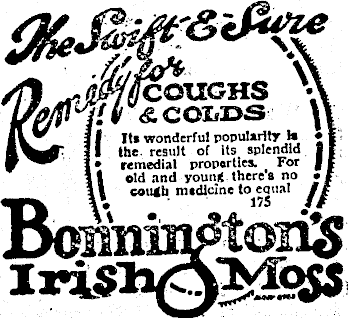 The Swift & Sure
Remedy for
COUGHS
& COLDS
Its wonderful popularity is
the result of its splendid
remedial properties. For
old and young there's no
cough medicine to equal
175
Bonnington's
Irish Moss